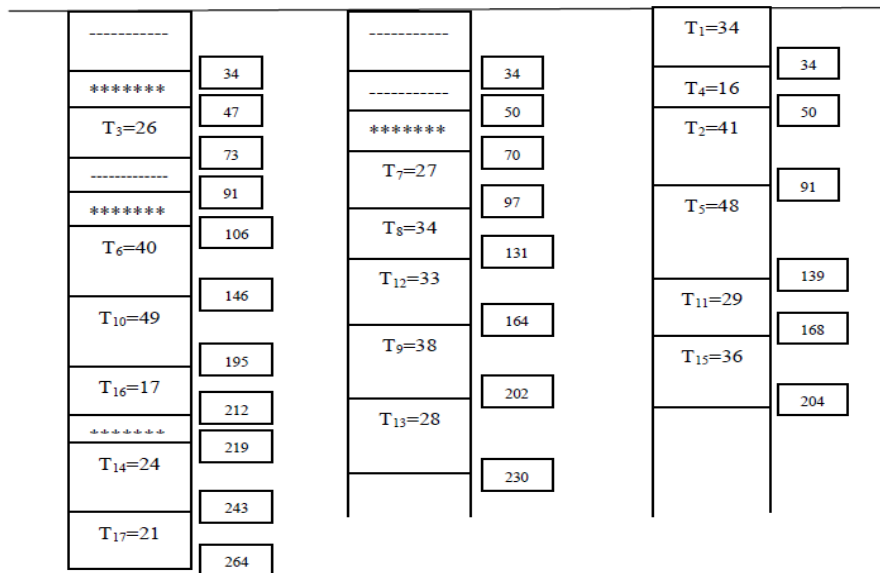 -----------
34
*******
47
T₃=26
73
-------------
91
*******
106
T₆=40
146
T₁₀=49
195
T₁₆=17
212
*******
219
T₁₄=24
243
T₁₇=21
264
-----------
34
-----------
50
*******
70
T₇=27
97
T₈=34
131
T₁₂=33
164
T₉=38
202
T₁₃=28
230
T₁=34
34
T₄=16
50
T₂=41
91
T₅=48
139
T₁₁=29
168
T₁₅=36
204